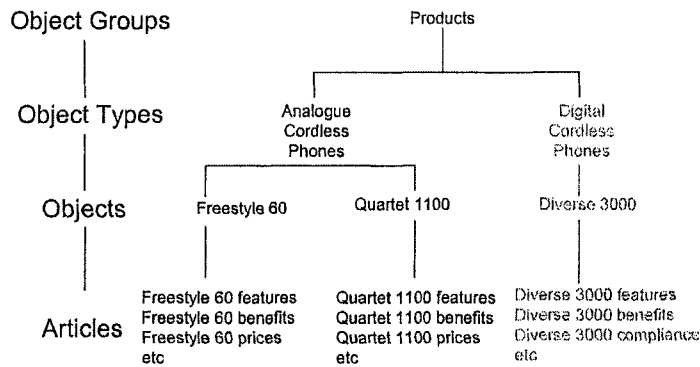 Object Groups
Products
Object Types
Analogue
Cordless
Phones
Digital
Cordless
Phones
Objects
Freestyle 60
Quartet 1100
Diverse 3000
Articles
Freestyle 60 features
Freestyle 60 benefits
Freestyle 60 prices
etc
Quartet 1100 features
Quartet 1100 benefits
Quartet 1100 prices
etc
Diverse 3000 features
Diverse 3000 benefits
Diverse 3000 compliance
etc